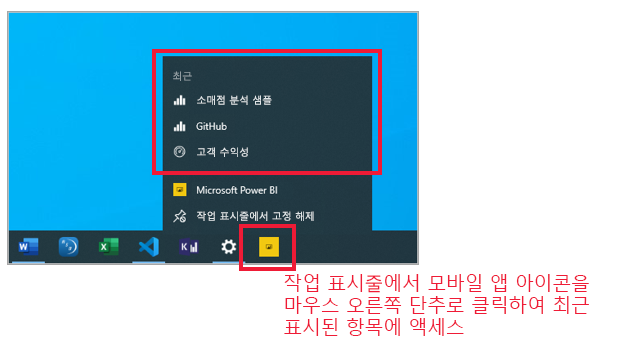 최근
소매점 분석 샘플
GitHub
고객 수익성
Microsoft Power BI
작업 표시줄에서 고정 해제
작업 표시줄에서 모바일 앱 아이콘을
마우스 오른쪽 단추로 클릭하여 최근
표시된 항목에 액세스